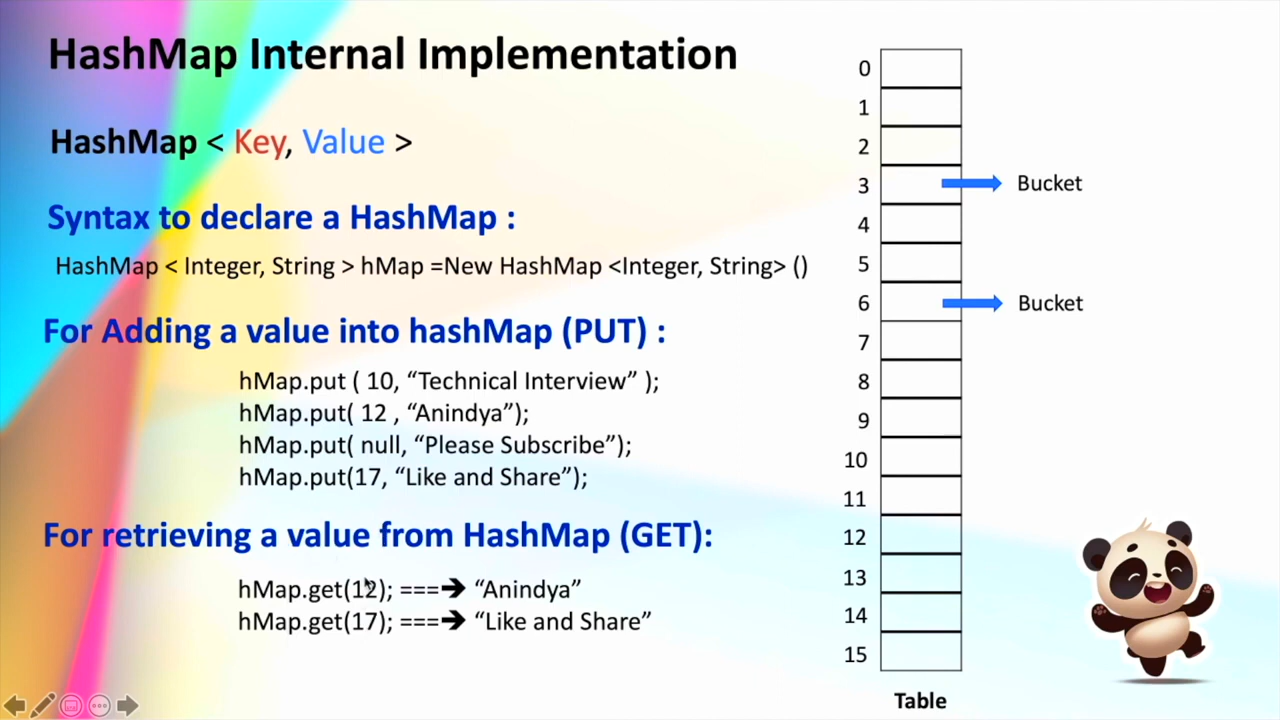 HashMap Internal Implementation
HashMap < Key, Value >
Syntax to declare a HashMap :
HashMap < Integer, String > hMap =New HashMap <Integer, String> ()
For Adding a value into hashMap (PUT) :
hMap.put ( 10, “Technical Interview” );
hMap.put( 12 , “Anindya”);
hMap.put( null, “Please Subscribe”);
hMap.put(17, “Like and Share”);
For retrieving a value from HashMap (GET):
hMap.get(12); ===➔ “Anindya”
hMap.get(17); ===➔ “Like and Share”
0
1
2
3 Bucket
4
5
6 Bucket
7
8
9
10
11
12
13
14
15
Table